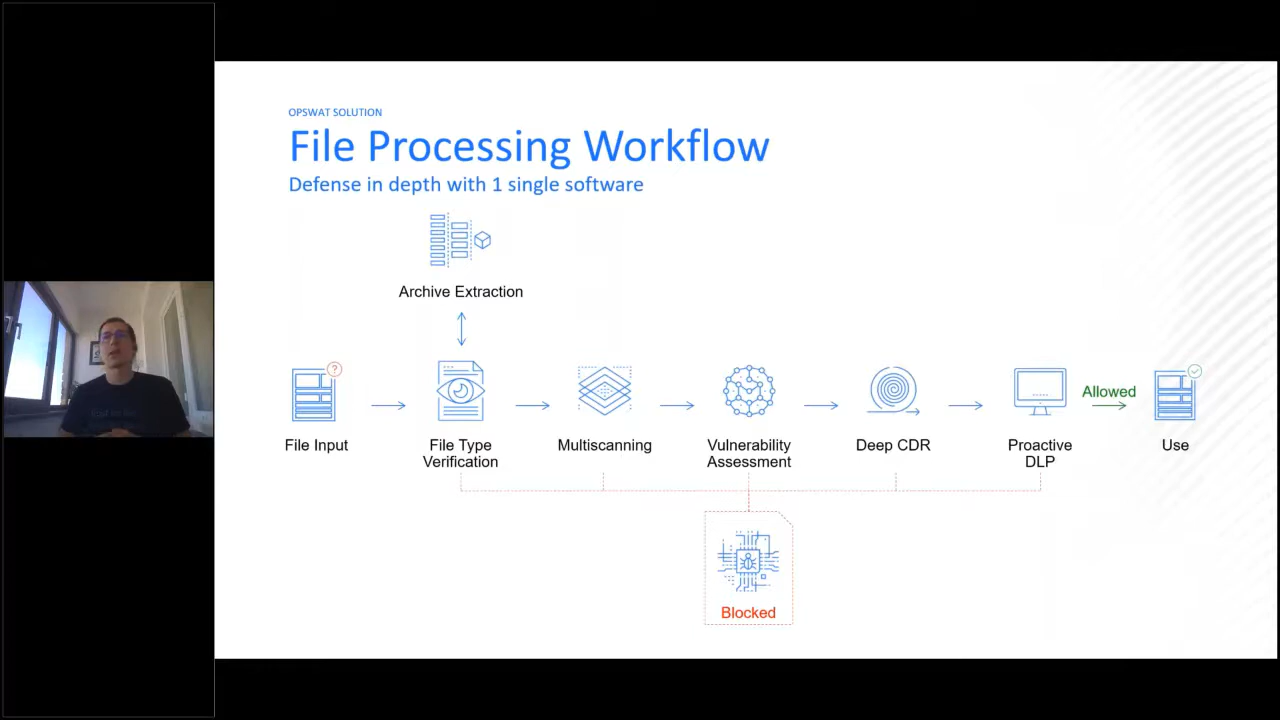 OPSWAT SOLUTION
File Processing Workflow
Defense in depth with 1 single software
Archive Extraction
?
Allowed
File Input
File Type
Verification
Multiscanning
Vulnerability
Assessment
Deep CDR
Proactive
DLP
Use
Blocked